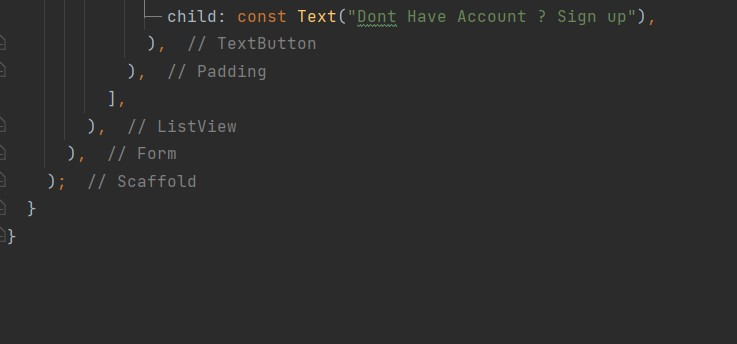 child: const Text("Dont Have Account ? Sign up"),
),  // TextButton
),  // Padding
],
),  // ListView
),  // Form
);  // Scaffold
}
}